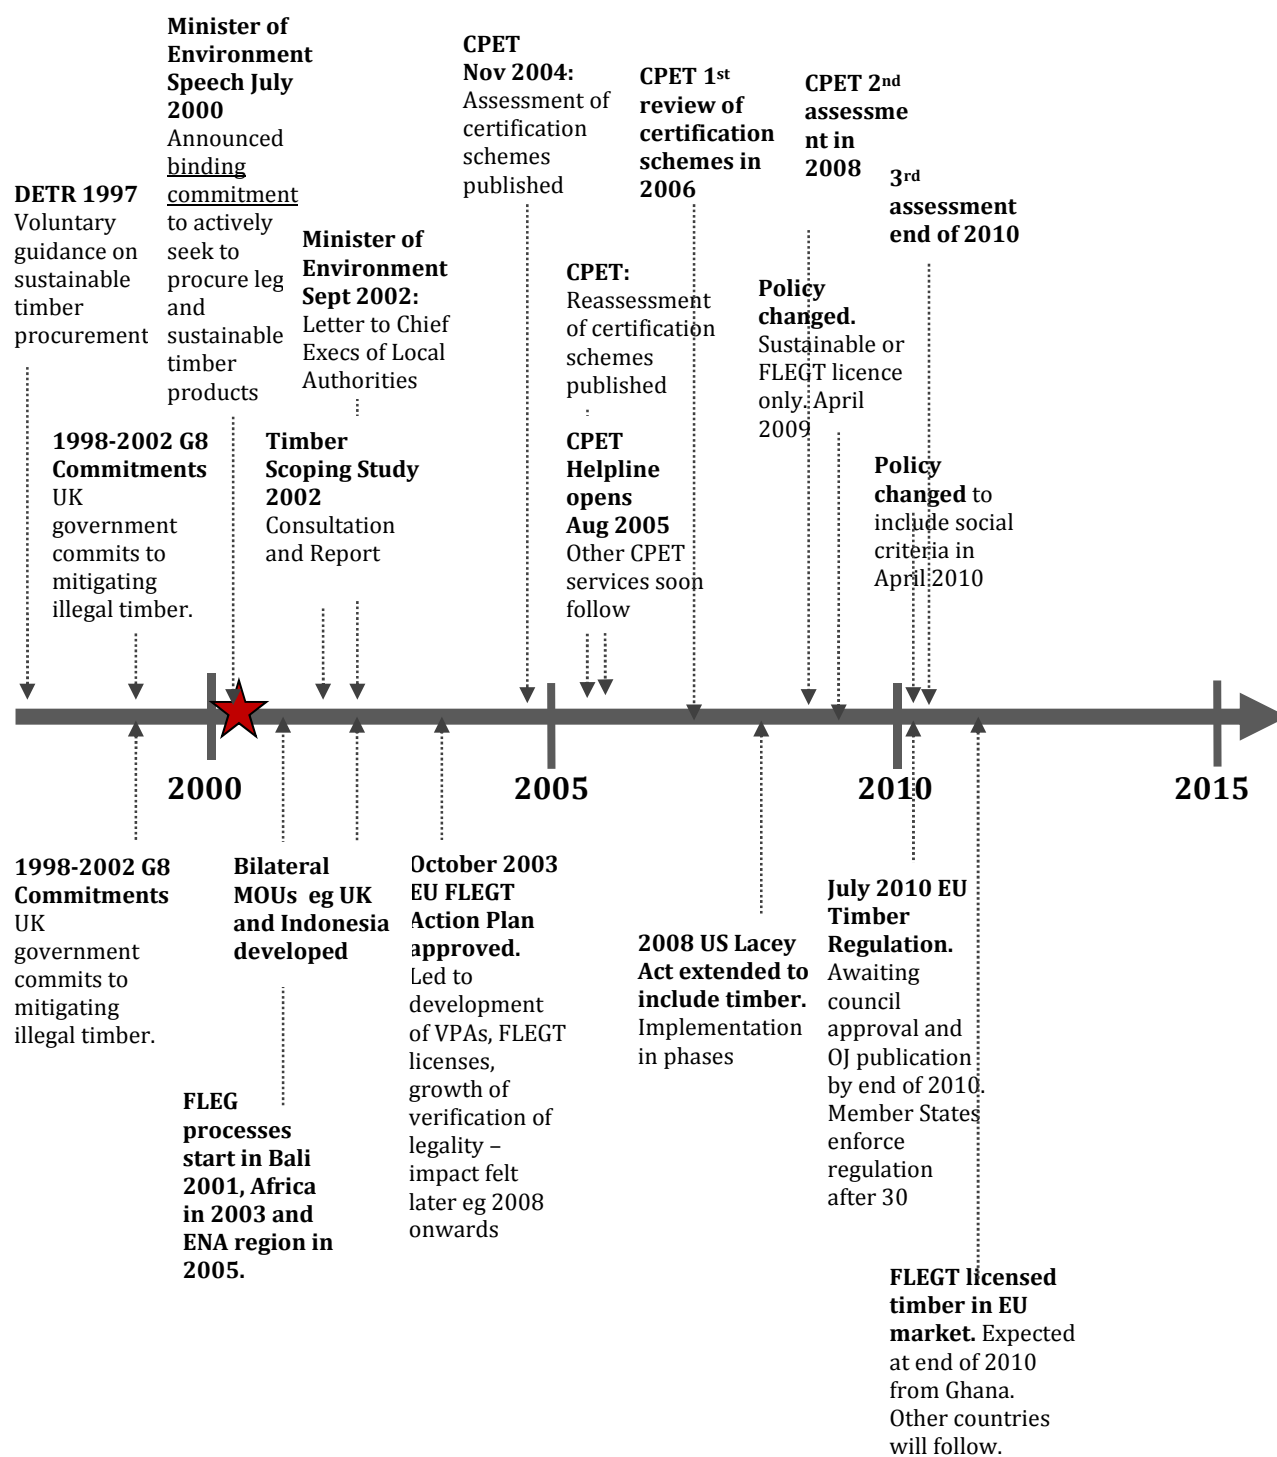 Minister of
Environment
Speech July
2000
Announced
binding
commitment
to actively
seek to
procure leg
and
sustainable
timber
products
CPET
Nov 2004:
Assessment of
certification
schemes
published
CPET 1st
review of
certification
schemes in
2006
CPET 2nd
assessme
nt in
2008
3rd
assessment
end of 2010
DETR 1997
Voluntary
guidance on
sustainable
timber
procurement
Minister of
Environment
Sept 2002:
Letter to Chief
Execs of Local
Authorities
CPET:
Reassessment
of certification
schemes
published
Policy
changed.
Sustainable or
FLEGT licence
only. April
2009
1998-2002 G8
Commitments
UK
government
commits to
mitigating
illegal timber.
Timber
Scoping Study
2002
Consultation
and Report
CPET
Helpline
opens
Aug 2005
Other CPET
services soon
follow
Policy
changed to
include social
criteria in
April 2010
2000
2005
2010
2015
1998-2002 G8
Commitments
UK
government
commits to
mitigating
illegal timber.
Bilateral
MOUs eg UK
and Indonesia
developed
FLEG
processes
start in Bali
2001, Africa
in 2003 and
ENA region in
2005.
October 2003
EU FLEGT
Action Plan
approved.
Led to
development
of VPAs, FLEGT
licenses,
growth of
verification of
legality –
impact felt
later eg 2008
onwards
2008 US Lacey
Act extended to
include timber.
Implementation
in phases
July 2010 EU
Timber
Regulation.
Awaiting
council
approval and
OJ publication
by end of 2010.
Member States
enforce
regulation
after 30
FLEGT licensed
timber in EU
market. Expected
at end of 2010
from Ghana.
Other countries
will follow.